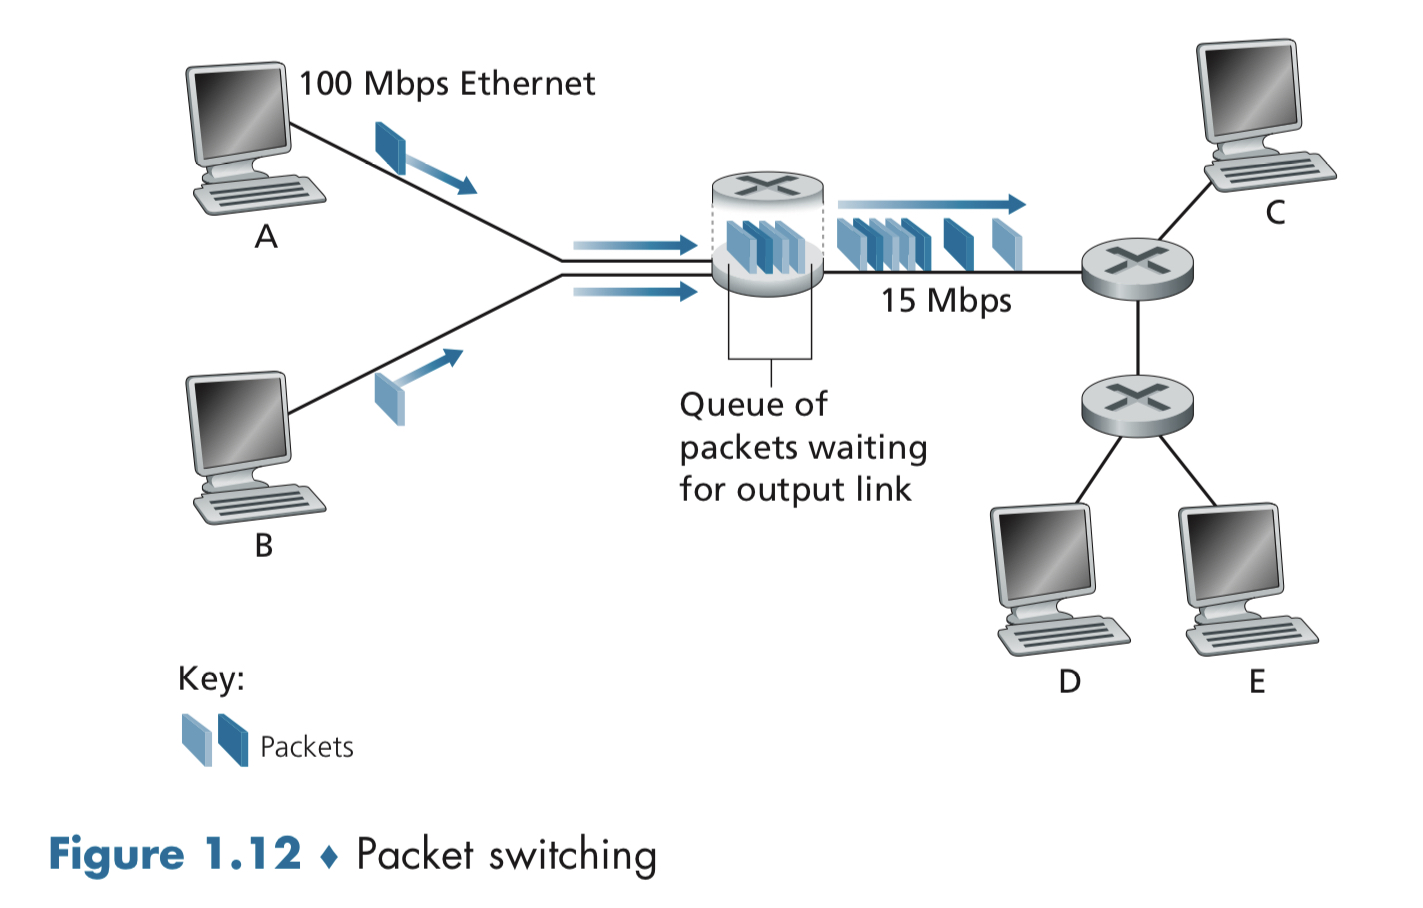 100 Mbps Ethernet
A
C
15 Mbps
Queue of
packets waiting
for output link
B
D
E
Key:
Packets
Figure 1.12 ♦ Packet switching